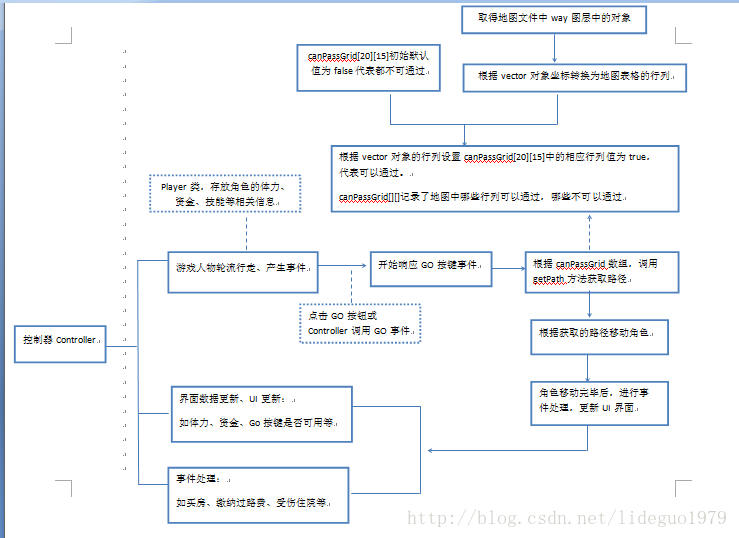 取得地图文件中 way 图层中的对象
canPassGrid[20][15]初始默认
值为 false 代表都不可通过.
根据 vector 对象坐标转换为地图表格的行列.
根据 vector 对象的行列设置 canPassGrid[20][15]中的相应行列值为 true，
代表可以通过。
canPassGrid[][]记录了地图中哪些行列可以通过，哪些不可以通过.
Player 类，存放角色的体力、
资金、技能等相关信息
游戏人物轮流行走、产生事件.
开始响应 GO 按键事件.
根据 canPassGrid 数组，调用
getPath 方法获取路径.
点击 GO 按钮或
Controller 调用 GO 事件.
控制器 Controller.
根据获取的路径移动角色.
界面数据更新、UI 更新：
如体力、资金、Go 按键是否可用等.
角色移动完毕后，进行事
件处理，更新 UI 界面.
事件处理：
如买房、缴纳过路费、受伤住院等.
http://blog.csdn.net/lideguo1979